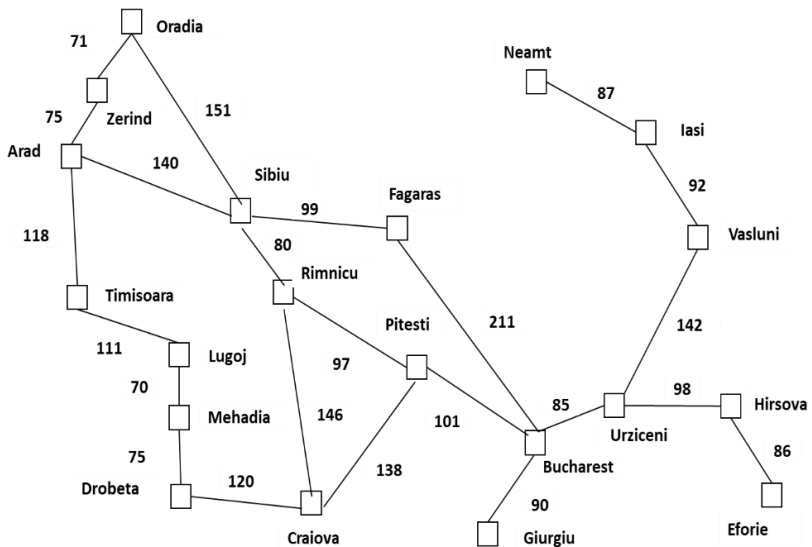 Oradia
71
Neamt
87
Zerind
151
75
Iasi
Arad
140
Sibiu
Fagaras
92
99
118
80
Vasluni
Rimnicu
Timisoara
Pitesti
211
142
111
Lugoj
97
70
98
Hirsova
85
146
101
Mehadia
Urziceni
75
138
Bucharest
86
Drobeta
120
90
Craiova
Giurgiu
Eforie